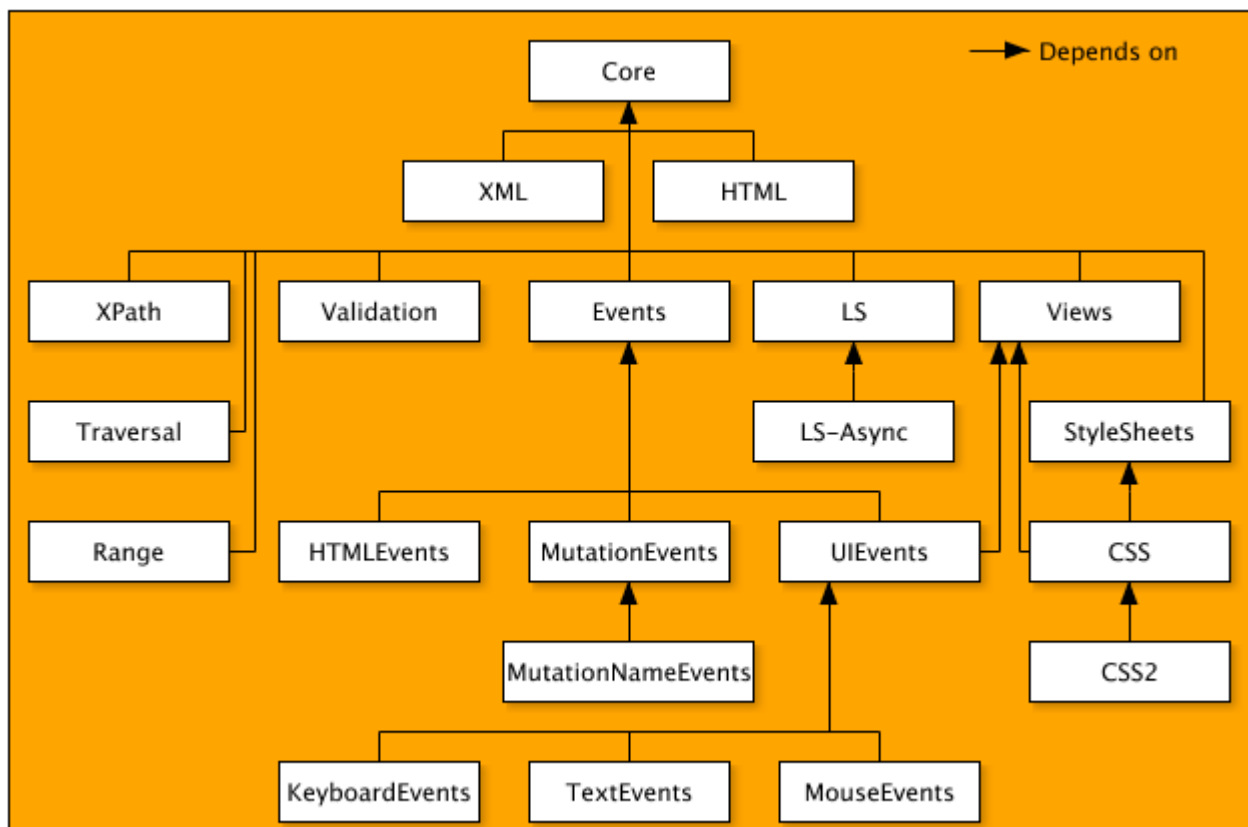 Core
Depends on
XML
HTML
XPath
Validation
Events
LS
Views
Traversal
LS-Async
StyleSheets
Range
HTMLEvents
MutationEvents
UIEvents
CSS
MutationNameEvents
CSS2
KeyboardEvents
TextEvents
MouseEvents